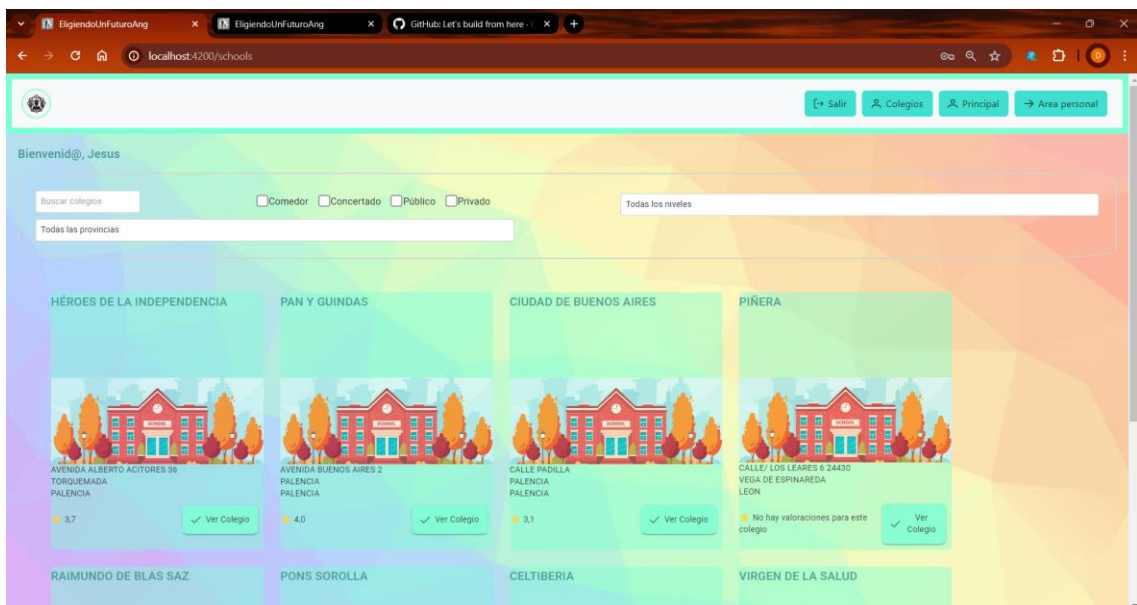 EligiendoUnFuturoAng
EligiendoUnFuturoAng
GitHub: Let's build from here ·
localhost:4200/schools
D
Salir
Colegios
Principal
Area personal
Bienvenid@, Jesus
Buscar colegios
Comedor Concertado Público Privado
Todas los niveles
Todas las provincias
HÉROES DE LA INDEPENDENCIA
SCHOOL
AVENIDA ALBERTO ACITORES 36
TORQUEMADA
PALENCIA
3,7
Ver Colegio
PAN Y GUINDAS
SCHOOL
AVENIDA BUENOS AIRES 2
PALENCIA
PALENCIA
4,0
Ver Colegio
CIUDAD DE BUENOS AIRES
SCHOOL
CALLE PADILLA
PALENCIA
PALENCIA
3,1
Ver Colegio
PIÑERA
SCHOOL
CALLE/ LOS LEARES 6 24430
VEGA DE ESPINAREDA
LEON
No hay valoraciones para este
colegio
Ver
Colegio
RAIMUNDO DE BLAS SAZ
PONS SOROLLA
CELTIBERIA
VIRGEN DE LA SALUD